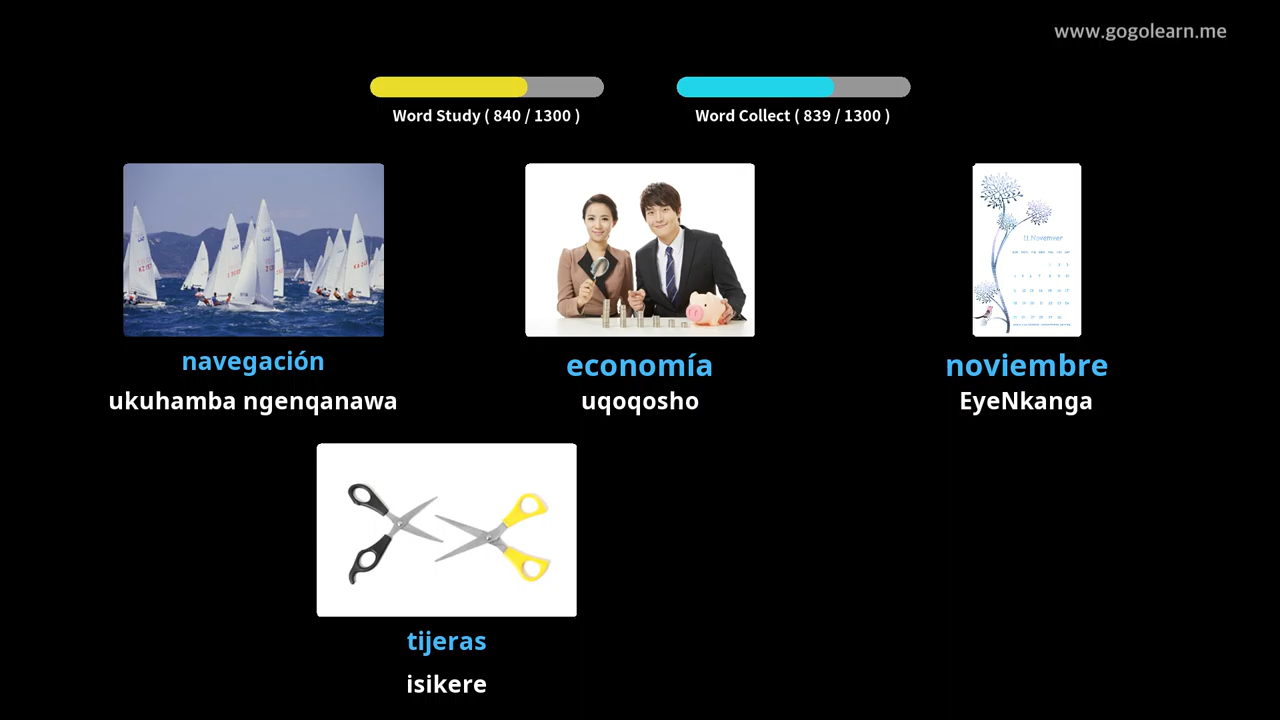 www.gogolearn.me
Word Study ( 840 / 1300 )
Word Collect ( 839 / 1300 )
navegación
economía
noviembre
ukuhamba ngenqanawa
uqoqosho
EyeNkanga
tijeras
isikere